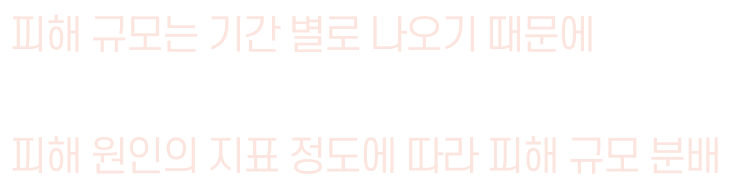 피해 규모는 기간 별로 나오기 때문에
피해 원인의 지표 정도에 따라 피해 규모 분배